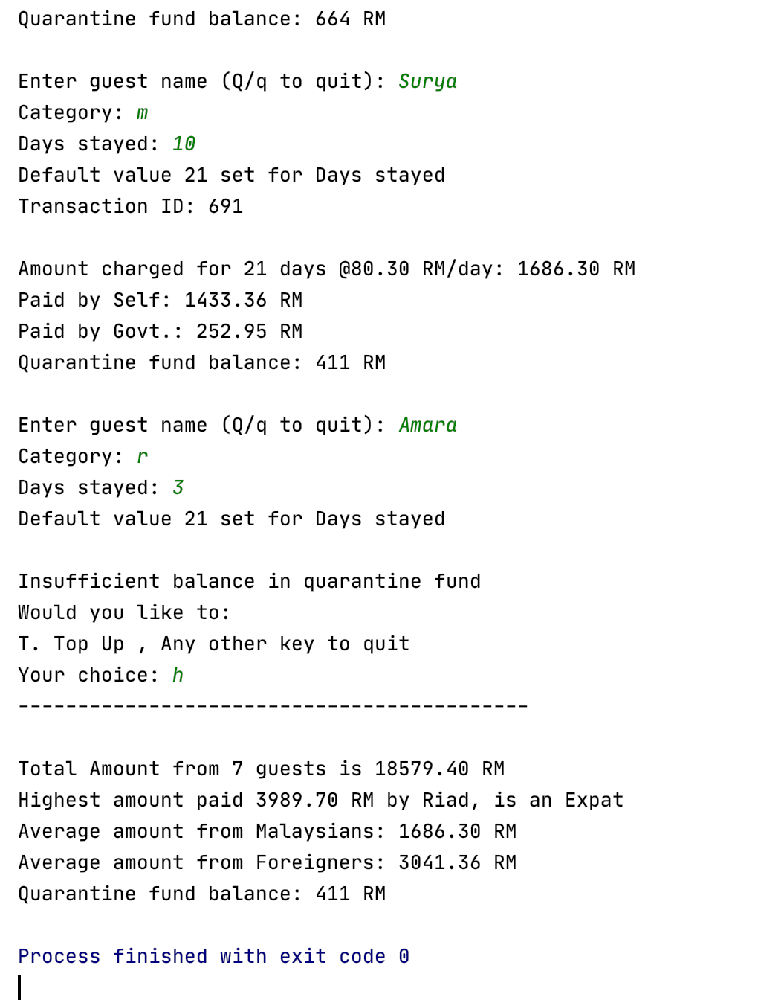 Quarantine fund balance: 664 RM
Enter guest name (Q/q to quit): Surya
Category: m
Days stayed: 10
Default value 21 set for Days stayed
Transaction ID: 691
Amount charged for 21 days @80.30 RM/day: 1686.30 RM
Paid by Self: 1433.36 RM
Paid by Govt.: 252.95 RM
Quarantine fund balance: 411 RM
Enter guest name (Q/q to quit): Amara
Category: r
Days stayed: 3
Default value 21 set for Days stayed
Insufficient balance in quarantine fund
Would you like to:
T. Top Up , Any other key to quit
Your choice: h
-------------------------------------------
Total Amount from 7 guests is 18579.40 RM
Highest amount paid 3989.70 RM by Riad, is an Expat
Average amount from Malaysians: 1686.30 RM
Average amount from Foreigners: 3041.36 RM
Quarantine fund balance: 411 RM
Process finished with exit code 0